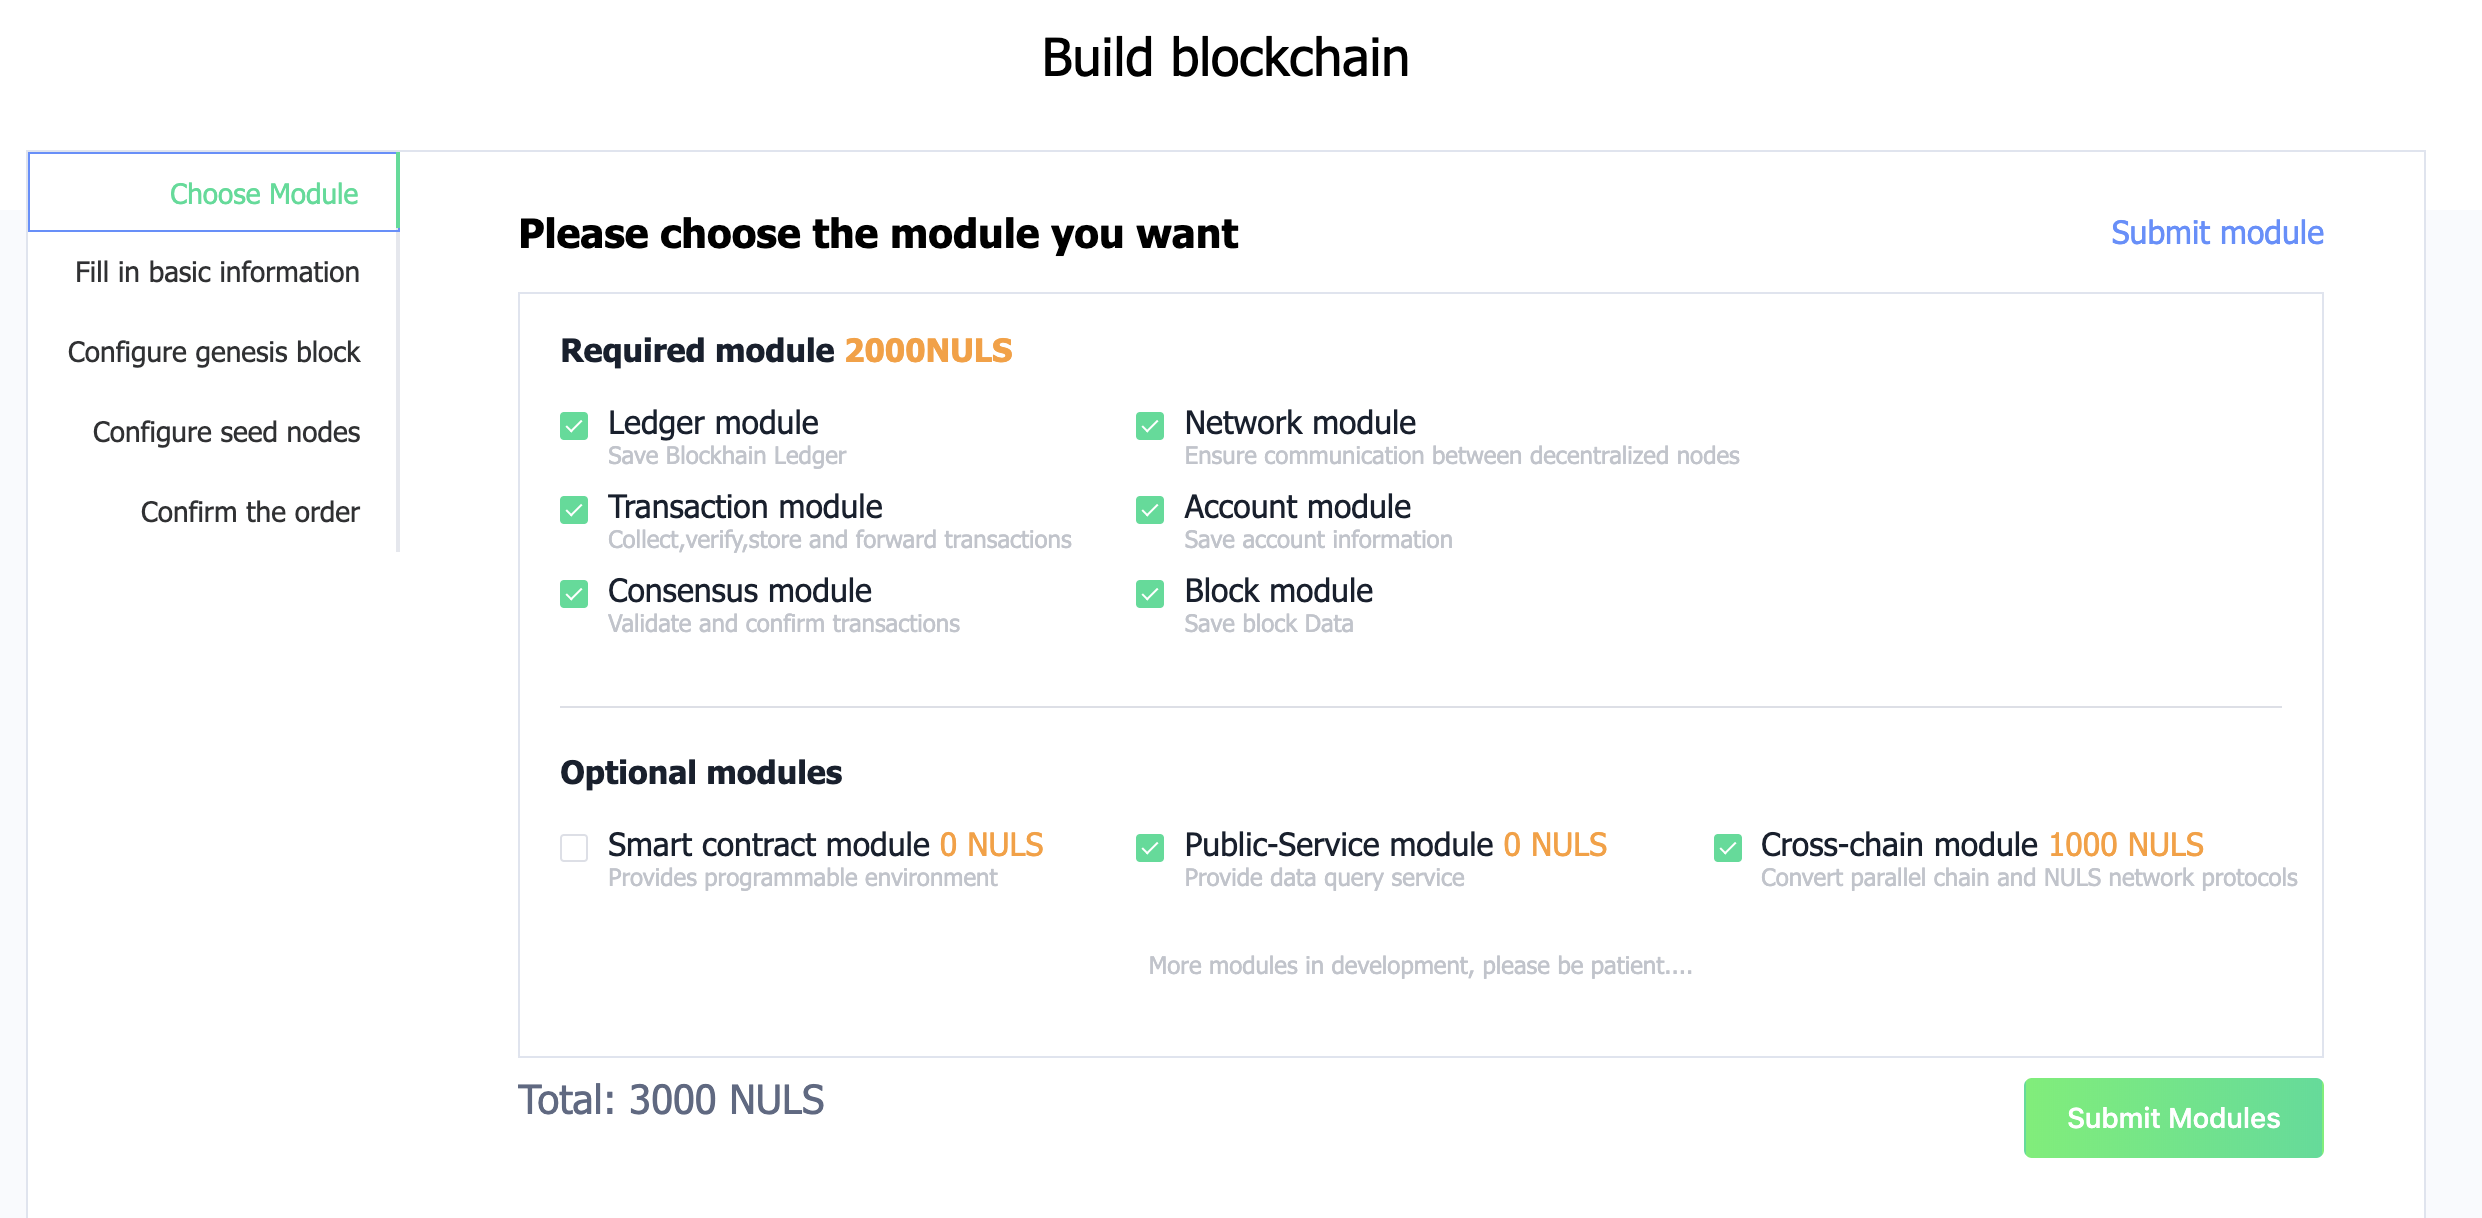 Build blockchain
Choose Module
Fill in basic information
Configure genesis block
Configure seed nodes
Confirm the order
Please choose the module you want
Submit module
Required module 2000NULS
Ledger module
Save Blockhain Ledger
Network module
Ensure communication between decentralized nodes
Transaction module
Collect,verify,store and forward transactions
Account module
Save account information
Consensus module
Validate and confirm transactions
Block module
Save block Data
Optional modules
Smart contract module 0 NULS
Provides programmable environment
Public-Service module 0 NULS
Provide data query service
Cross-chain module 1000 NULS
Convert parallel chain and NULS network protocols
More modules in development, please be patient....
Total: 3000 NULS
Submit Modules